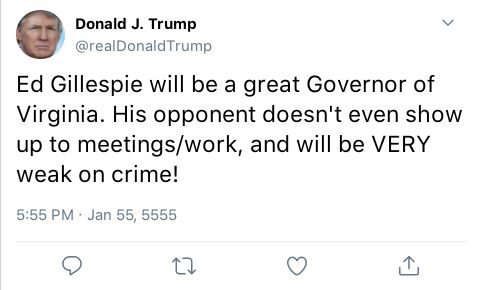 Donald J. Trump
@realDonaldTrump
Ed Gillespie will be a great Governor of
Virginia. His opponent doesn't even show
up to meetings/work, and will be VERY
weak on crime!
5:55 PM · Jan 55, 5555